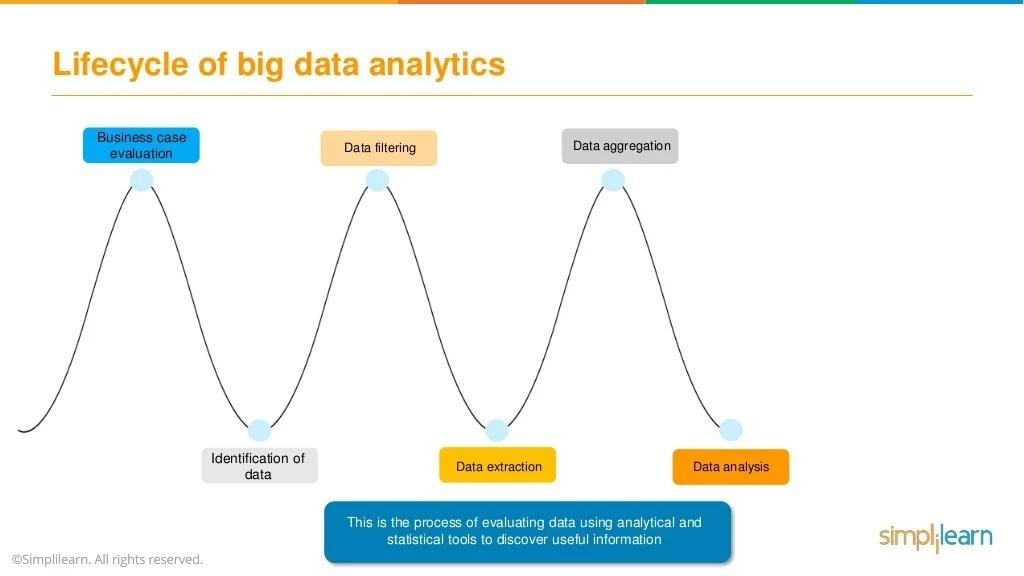 Lifecycle of big data analytics
Business case
evaluation
Data filtering
Data aggregation
Identification of
data
Data extraction
Data analysis
This is the process of evaluating data using analytical and
statistical tools to discover useful information
©Simplilearn. All rights reserved.
simplilearn